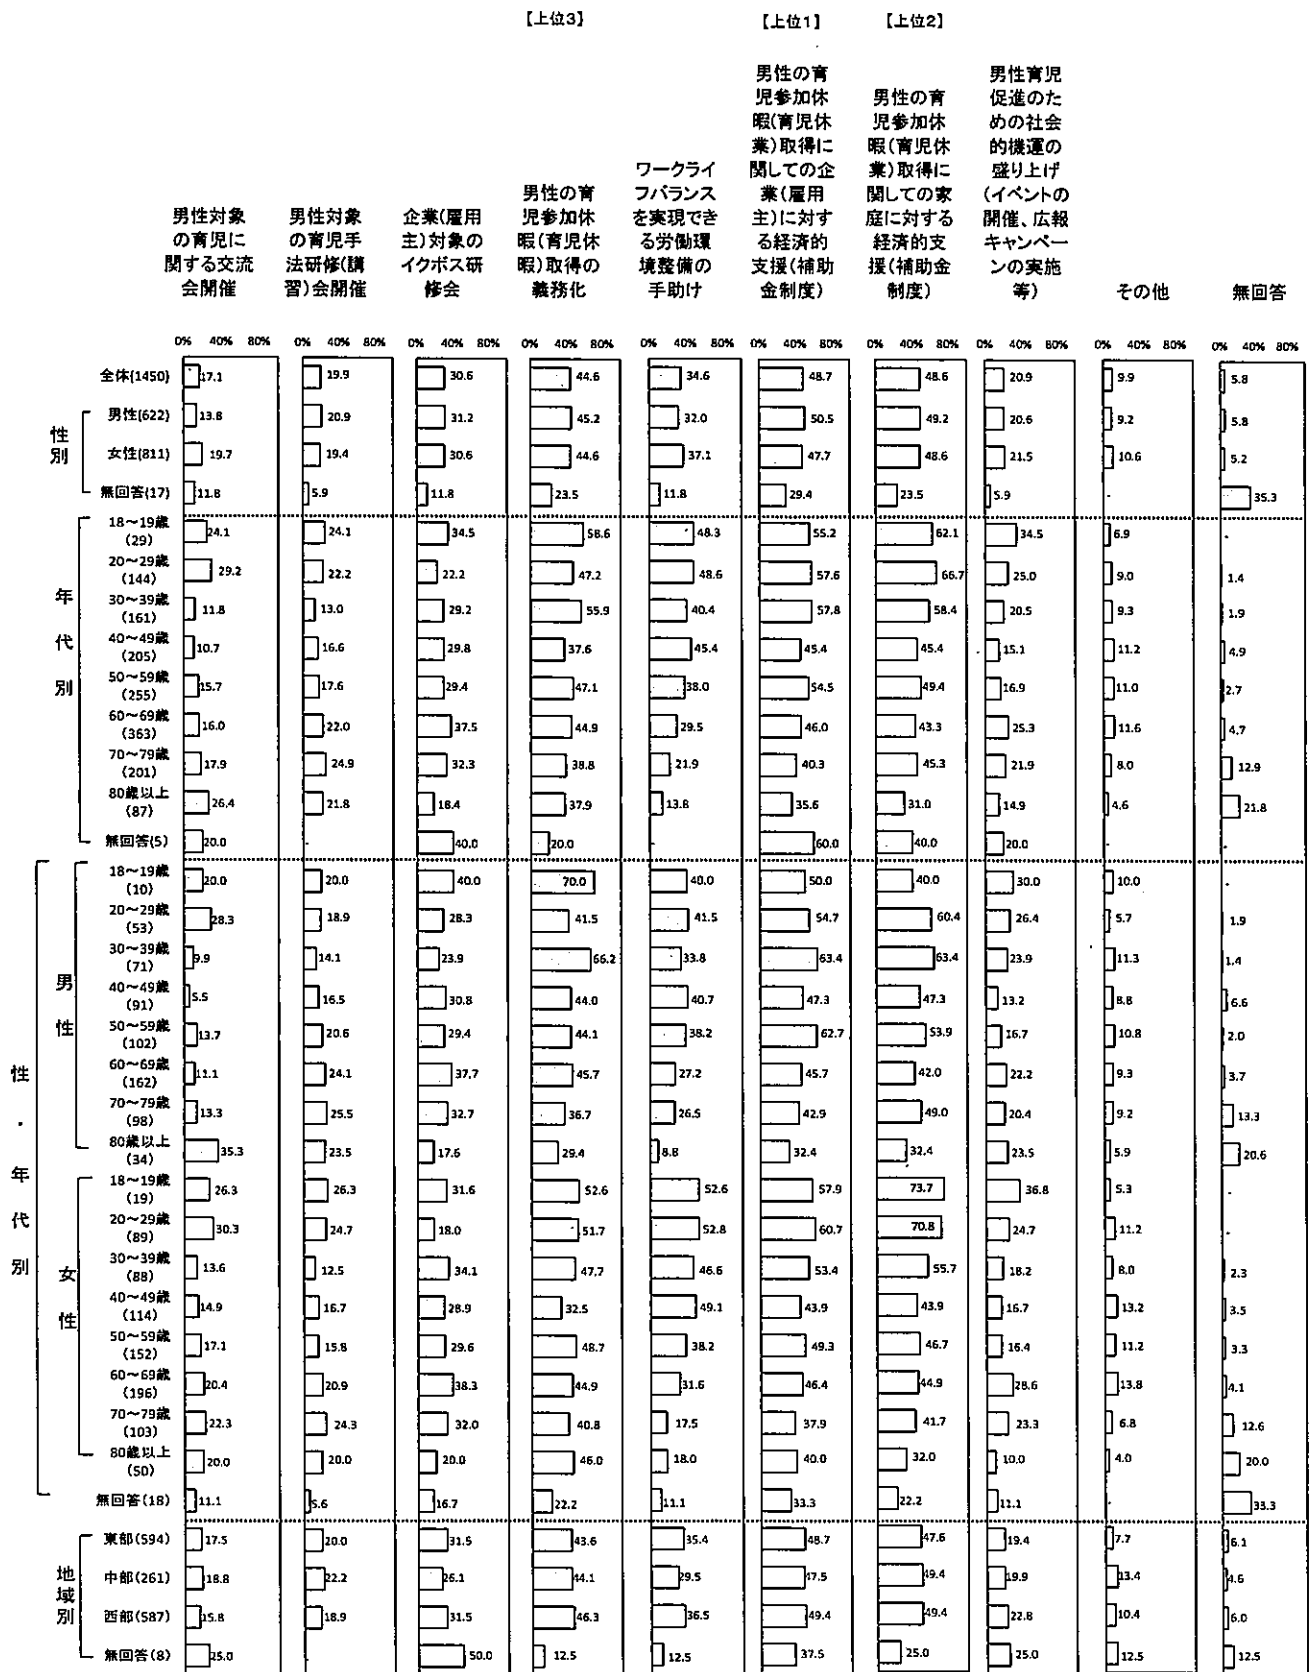 【上位3】 【上位1】 【上位2】
男性対象
の育児に
関する交流
会開催
男性対象
の育児手
法研修(講
習)会開催
企業(雇用
主)対象の
イクボス研
修会
男性の育
児参加休
暇(育児休
暇)取得の
義務化
ワークライ
フバランス
を実現でき
る労働環
境整備の
手助け
男性の育
児参加休
暇(育児休
業)取得に
関しての企
業(雇用
主)に対す
る経済的
支援(補助
金制度)
男性の育
児参加休
暇(育児休
業)取得に
関しての家
庭に対する
経済的支
援(補助金
制度)
男性育児
促進のた
めの社会
的機運の
盛り上げ
(イベントの
開催、広報
キャンペー
ンの実施
等)
その他
無回答
0% 40% 80% 0% 40% 80% 0% 40% 80% 0% 40% 80% 0% 40% 80% 0% 40% 80% 0% 40% 80% 0% 40% 80% 0% 40% 80% 0% 40% 80%
全体(1450) 17.1 19.9 30.6 44.6 34.6 48.7 48.6 20.9 9.9 5.8
性別
男性(622) 13.8 20.9 31.2 45.2 32.0 50.5 49.2 20.6 9.2 5.8
女性(811) 19.7 19.4 30.6 44.6 37.1 47.7 48.6 21.5 10.6 5.2
無回答(17) 11.8 5.9 11.8 23.5 11.8 29.4 23.5 5.9 - 35.3
年代別
18～19歳
(29) 24.1 24.1 34.5 58.6 48.3 55.2 62.1 34.5 6.9 -
20～29歳
(144) 29.2 22.2 22.2 47.2 48.6 57.6 66.7 25.0 9.0 1.4
30～39歳
(161) 11.8 13.0 29.2 55.9 40.4 57.8 58.4 20.5 9.3 1.9
40～49歳
(205) 10.7 16.6 29.8 37.6 45.4 45.4 45.4 15.1 11.2 4.9
50～59歳
(255) 15.7 17.6 29.4 47.1 38.0 54.5 49.4 16.9 11.0 2.7
60～69歳
(363) 16.0 22.0 37.5 44.9 29.5 46.0 43.3 25.3 11.6 4.7
70～79歳
(201) 17.9 24.9 32.3 38.8 21.9 40.3 45.3 21.9 8.0 12.9
80歳以上
(87) 26.4 21.8 18.4 37.9 13.8 35.6 31.0 14.9 4.6 21.8
無回答(5) 20.0 - 40.0 20.0 - 60.0 40.0 20.0 - -
性・年代別
男性
18～19歳
(10) 20.0 20.0 40.0 70.0 40.0 50.0 40.0 30.0 10.0 -
20～29歳
(53) 28.3 18.9 28.3 41.5 41.5 54.7 60.4 26.4 5.7 1.9
30～39歳
(71) 9.9 14.1 23.9 66.2 33.8 63.4 63.4 23.9 11.3 1.4
40～49歳
(91) 5.5 16.5 30.8 44.0 40.7 47.3 47.3 13.2 8.8 6.6
50～59歳
(102) 13.7 20.6 29.4 44.1 38.2 62.7 53.9 16.7 10.8 2.0
60～69歳
(162) 11.1 24.1 37.7 45.7 27.2 45.7 42.0 22.2 9.3 3.7
70～79歳
(98) 13.3 25.5 32.7 36.7 26.5 42.9 49.0 20.4 9.2 13.3
80歳以上
(34) 35.3 23.5 17.6 29.4 8.8 32.4 32.4 23.5 5.9 20.6
女性
18～19歳
(19) 26.3 26.3 31.6 52.6 52.6 57.9 73.7 36.8 5.3 -
20～29歳
(89) 30.3 24.7 18.0 51.7 52.8 60.7 70.8 24.7 11.2 -
30～39歳
(88) 13.6 12.5 34.1 47.7 46.6 53.4 55.7 18.2 8.0 2.3
40～49歳
(114) 14.9 16.7 28.9 32.5 49.1 43.9 43.9 16.7 13.2 3.5
50～59歳
(152) 17.1 15.8 29.6 48.7 38.2 49.3 46.7 16.4 11.2 3.3
60～69歳
(196) 20.4 20.9 38.3 44.9 31.6 46.4 44.9 28.6 13.8 4.1
70～79歳
(103) 22.3 24.3 32.0 40.8 17.5 37.9 41.7 23.3 6.8 12.6
80歳以上
(50) 20.0 20.0 20.0 46.0 18.0 40.0 32.0 10.0 4.0 20.0
無回答(18) 11.1 5.6 16.7 22.2 11.1 33.3 22.2 11.1 33.3
地域別
東部(594) 17.5 20.0 31.5 43.6 35.4 48.7 47.6 19.4 7.7 6.1
中部(261) 18.8 22.2 26.1 44.1 29.5 47.5 49.4 19.9 13.4 4.6
西部(587) 15.8 18.9 31.5 46.3 36.5 49.4 49.4 22.8 10.4 6.0
無回答(8) 25.0 50.0 12.5 12.5 37.5 25.0 25.0 12.5 12.5